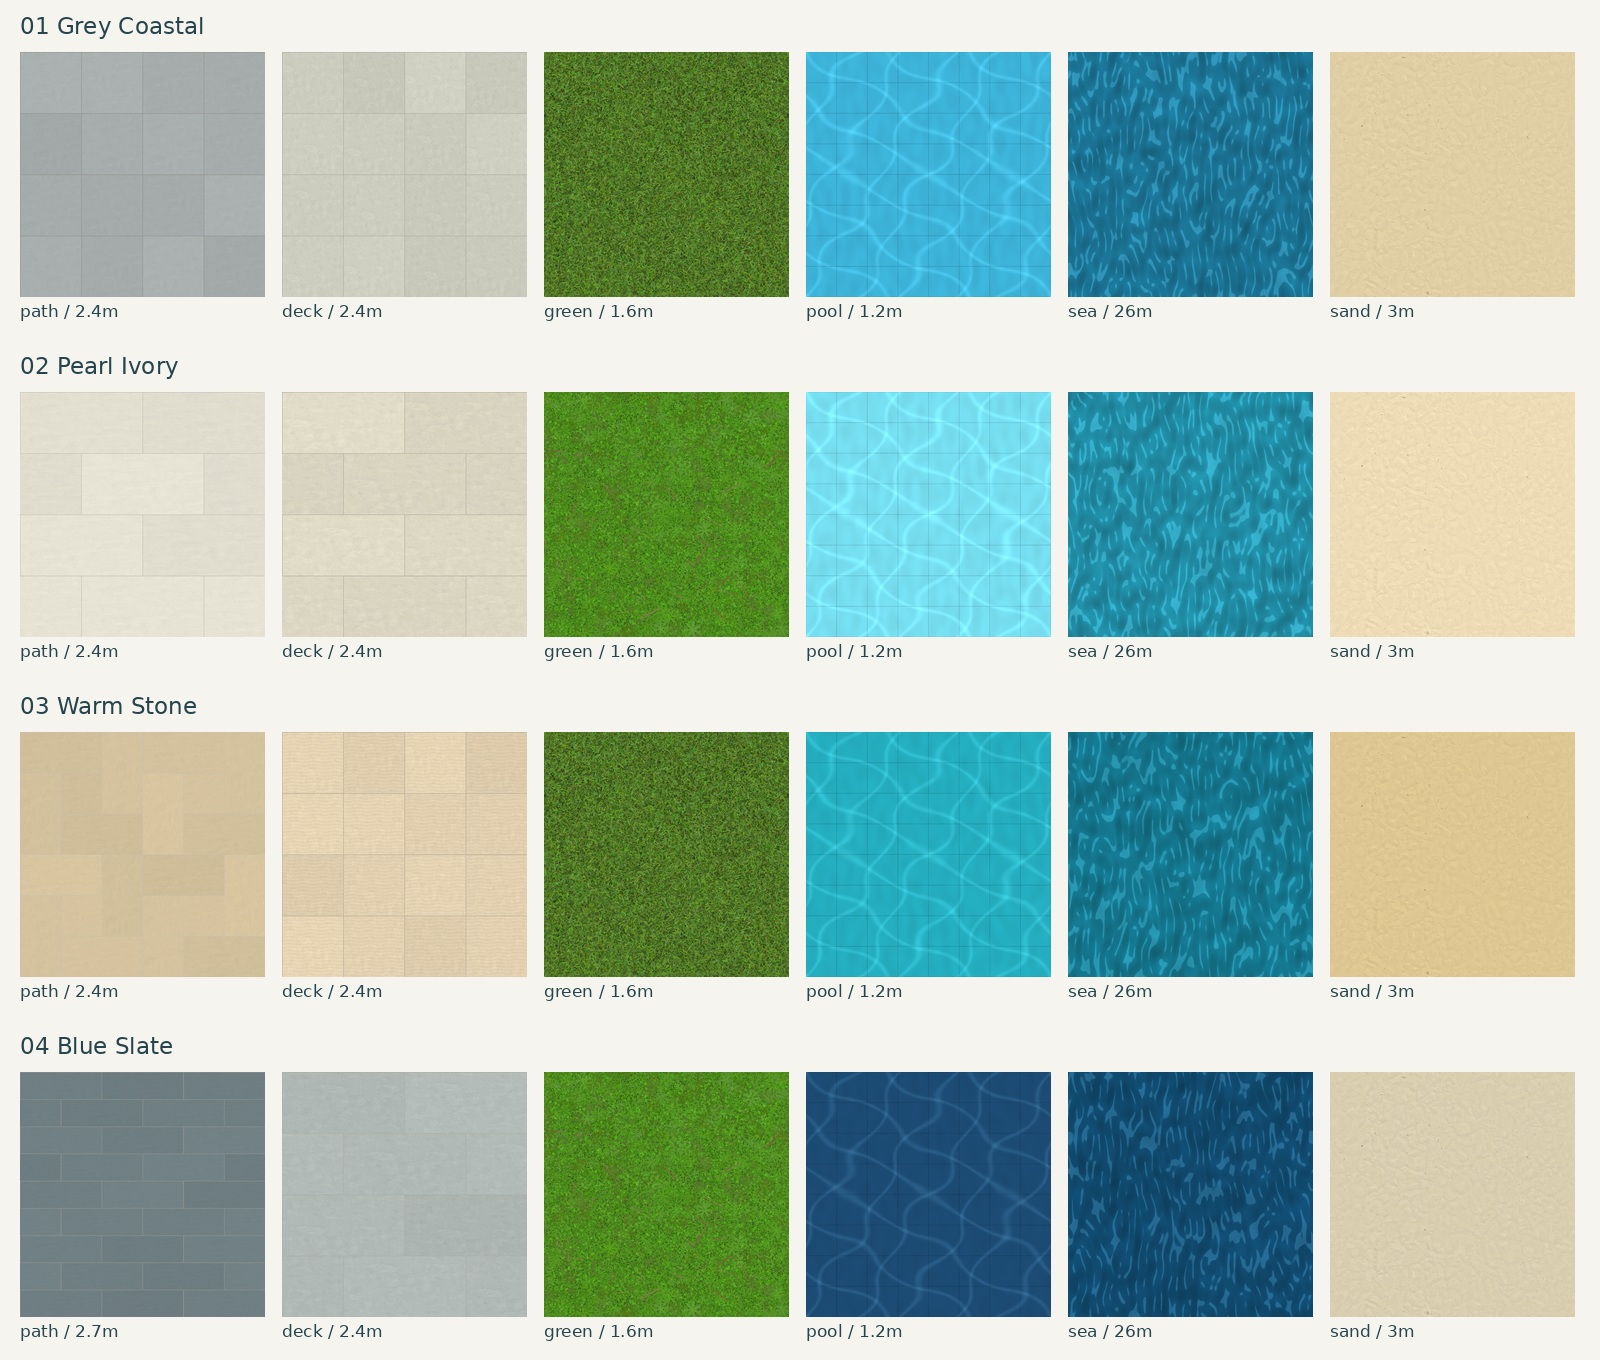 01 Grey Coastal
path / 2.4m deck / 2.4m green / 1.6m pool / 1.2m sea / 26m sand / 3m
02 Pearl Ivory
path / 2.4m deck / 2.4m green / 1.6m pool / 1.2m sea / 26m sand / 3m
03 Warm Stone
path / 2.4m deck / 2.4m green / 1.6m pool / 1.2m sea / 26m sand / 3m
04 Blue Slate
path / 2.7m deck / 2.4m green / 1.6m pool / 1.2m sea / 26m sand / 3m